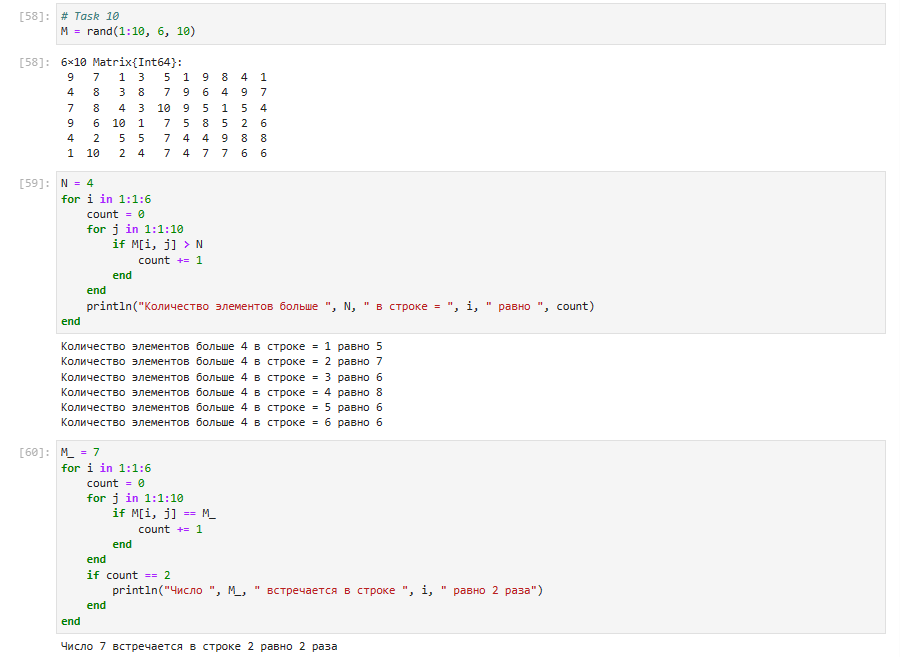 [58]: # Task 10
M = rand(1:10, 6, 10)
[58]: 6×10 Matrix{Int64}:
 9   7   1  3   5  1  9  8  4  1
 4   8   3  8   7  9  6  4  9  7
 7   8   4  3  10  9  5  1  5  4
 9   6  10  1   7  5  8  5  2  6
 4   2   5  5   7  4  4  9  8  8
 1  10   2  4   7  4  7  7  6  6
[59]: N = 4
for i in 1:1:6
    count = 0
    for j in 1:1:10
        if M[i, j] > N
            count += 1
        end
    end
    println("Количество элементов больше ", N, " в строке = ", i, " равно ", count)
end
Количество элементов больше 4 в строке = 1 равно 5
Количество элементов больше 4 в строке = 2 равно 7
Количество элементов больше 4 в строке = 3 равно 6
Количество элементов больше 4 в строке = 4 равно 8
Количество элементов больше 4 в строке = 5 равно 6
Количество элементов больше 4 в строке = 6 равно 6
[60]: M_ = 7
for i in 1:1:6
    count = 0
    for j in 1:1:10
        if M[i, j] == M_
            count += 1
        end
    end
    if count == 2
        println("Число ", M_, " встречается в строке ", i, " равно 2 раза")
    end
end
Число 7 встречается в строке 2 равно 2 раза